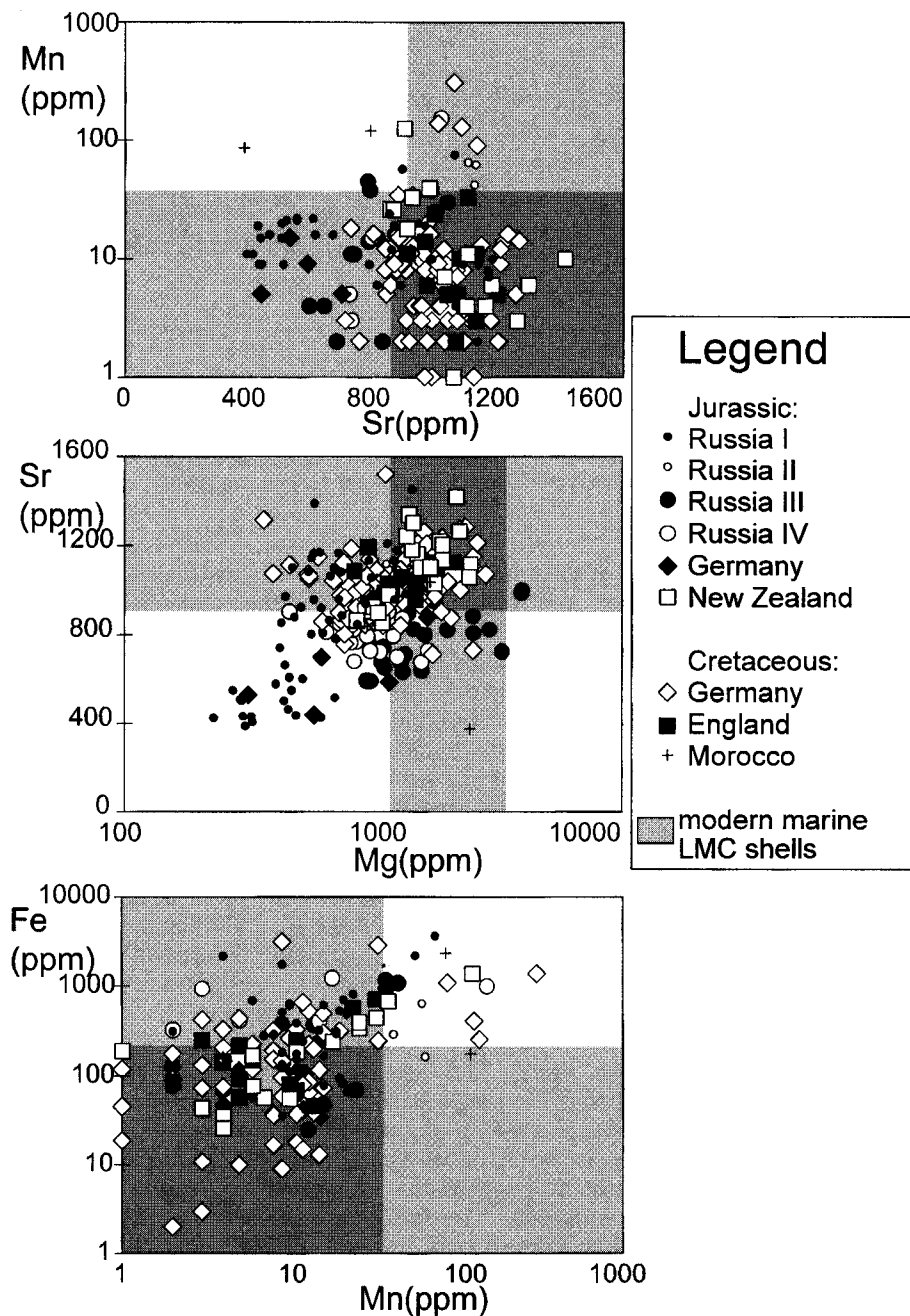 Mn
(ppm)
1000
100
10
1
0
400
800
1200
1600
Sr(ppm)
Sr
(ppm)
1600
1200
800
400
0
100
1000
10000
Mg(ppm)
Fe
(ppm)
10000
1000
100
10
1
1
10
100
1000
Mn(ppm)
Legend
Jurassic:
Russia I
Russia II
Russia III
Russia IV
Germany
New Zealand
Cretaceous:
Germany
England
Morocco
modern marine
LMC shells